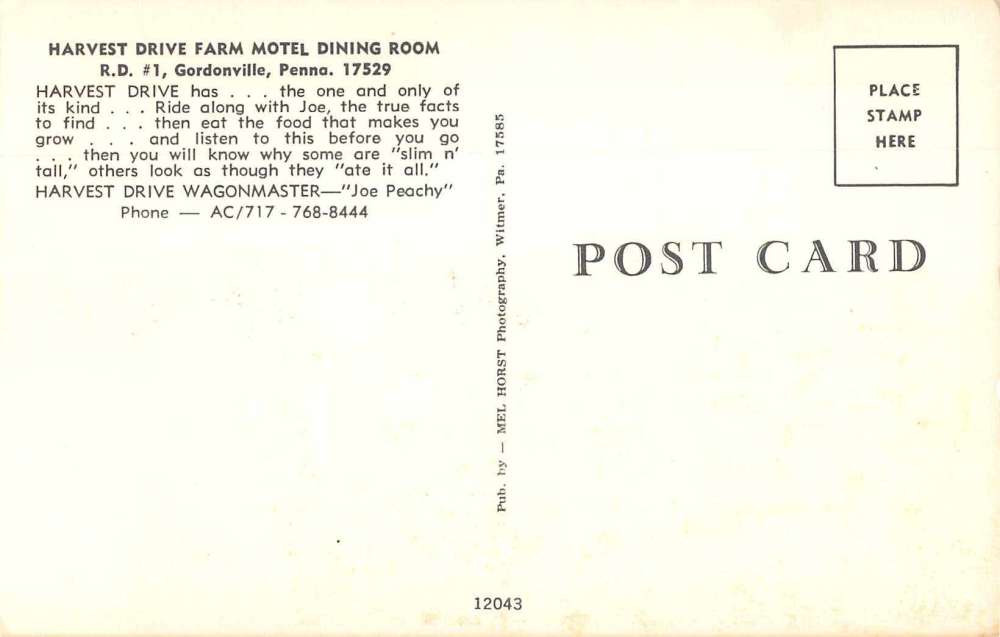 HARVEST DRIVE FARM MOTEL DINING ROOM
R.D. #1, Gordonville, Penna. 17529
HARVEST DRIVE has . . . the one and only of
its kind . . . Ride along with Joe, the true facts
to find . . . then eat the food that makes you
grow . . . and listen to this before you go
. . . then you will know why some are "slim n'
tall," others look as though they "ate it all."
HARVEST DRIVE WAGONMASTER—"Joe Peachy"
Phone — AC/717 - 768-8444
Pub. by — MEL HORST Photography, Witmer, Pa. 17585
PLACE
STAMP
HERE
POST CARD
12043